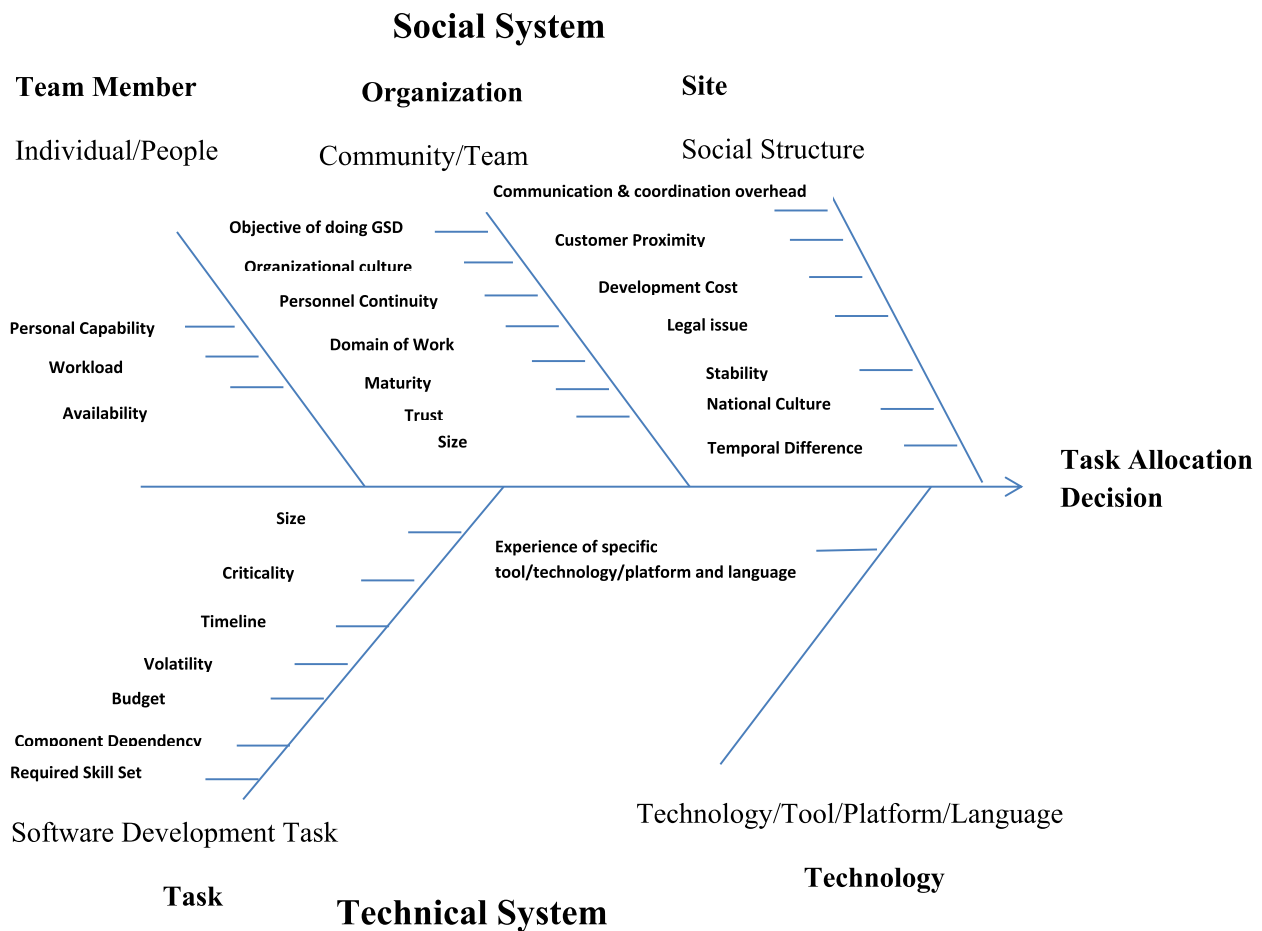 Social System
Team Member
Organization
Site
Individual/People
Community/Team
Social Structure
Communication & coordination overhead
Objective of doing GSD
Customer Proximity
Organizational culture
Development Cost
Personnel Continuity
Legal issue
Personal Capability
Domain of Work
Workload
Stability
Maturity
National Culture
Availability
Trust
Size
Temporal Difference
Task Allocation
Decision
Size
Experience of specific
tool/technology/platform and language
Criticality
Timeline
Volatility
Budget
Component Dependency
Required Skill Set
Technology/Tool/Platform/Language
Software Development Task
Technology
Task
Technical System